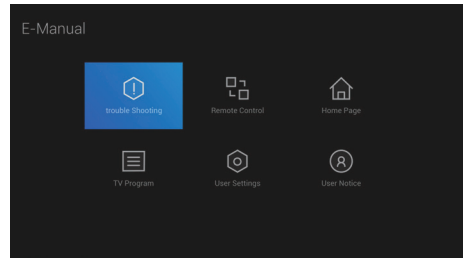 E-Manual
trouble Shooting
Remote Control
Home Page
TV Program
User Settings
User Notice